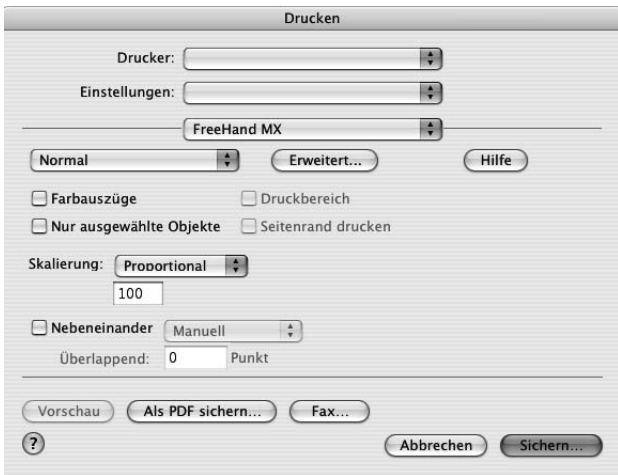 Drucken
Drucker:
Einstellungen:
FreeHand MX
Normal Erweitert... Hilfe
Farbauszüge Druckbereich
Nur ausgewählte Objekte Seitenrand drucken
Skalierung: Proportional
100
Nebeneinander Manuell
Überlappend: 0 Punkt
Vorschau Als PDF sichern... Fax...
? Abbrechen Sichern...